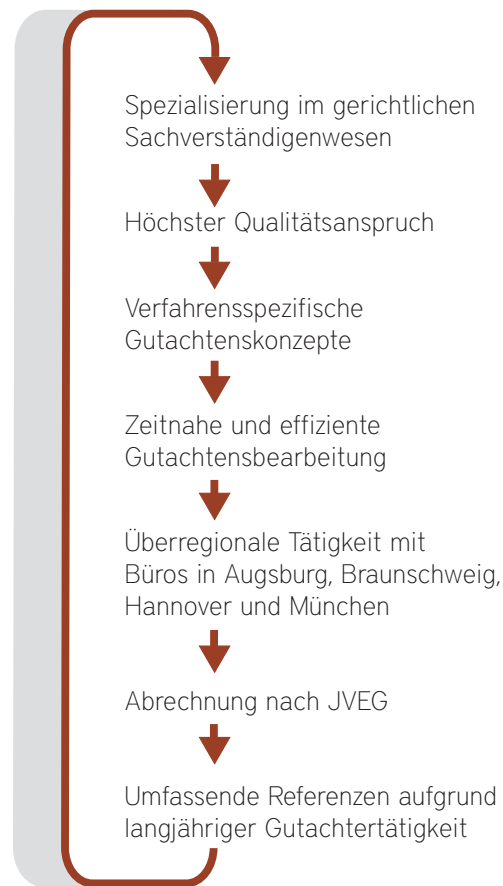 Spezialisierung im gerichtlichen
Sachverständigenwesen
Höchster Qualitätsanspruch
Verfahrensspezifische
Gutachtenskonzepte
Zeitnahe und effiziente
Gutachtensbearbeitung
Überregionale Tätigkeit mit
Büros in Augsburg, Braunschweig,
Hannover und München
Abrechnung nach JVEG
Umfassende Referenzen aufgrund
langjähriger Gutachtertätigkeit